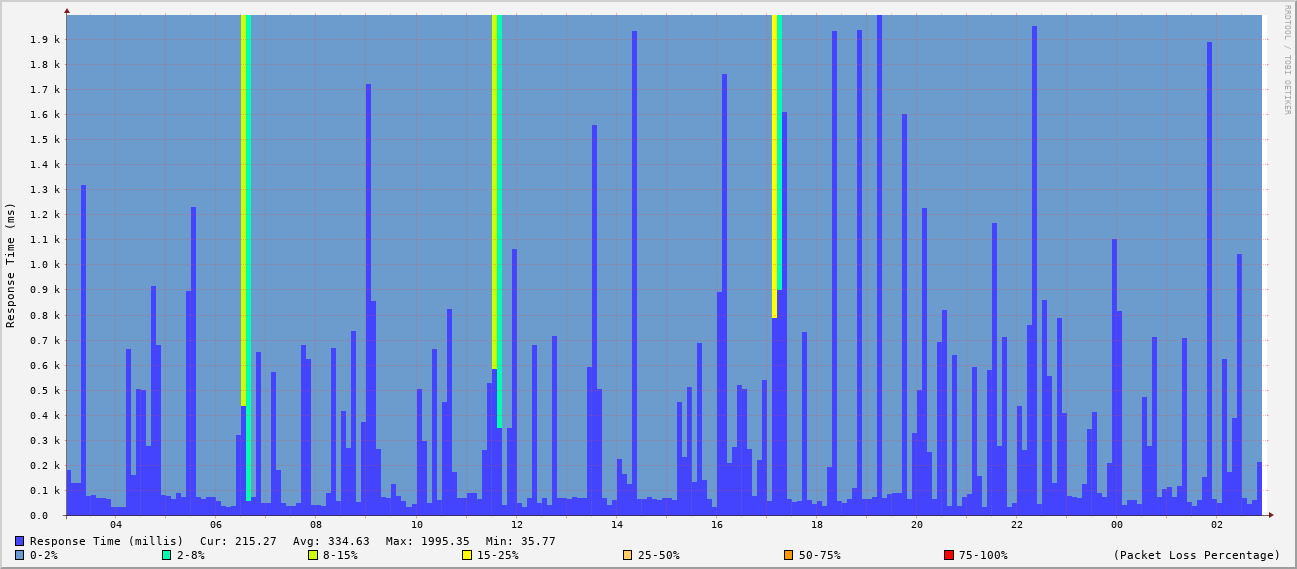 RRDTOOL / TOBI OETIKER
Response Time (ms)
1.9 k
1.8 k
1.7 k
1.6 k
1.5 k
1.4 k
1.3 k
1.2 k
1.1 k
1.0 k
0.9 k
0.8 k
0.7 k
0.6 k
0.5 k
0.4 k
0.3 k
0.2 k
0.1 k
0.0
04 06 08 10 12 14 16 18 20 22 00 02
Response Time (millis) Cur: 215.27 Avg: 334.63 Max: 1995.35 Min: 35.77
0-2% 2-8% 8-15% 15-25% 25-50% 50-75% 75-100% (Packet Loss Percentage)